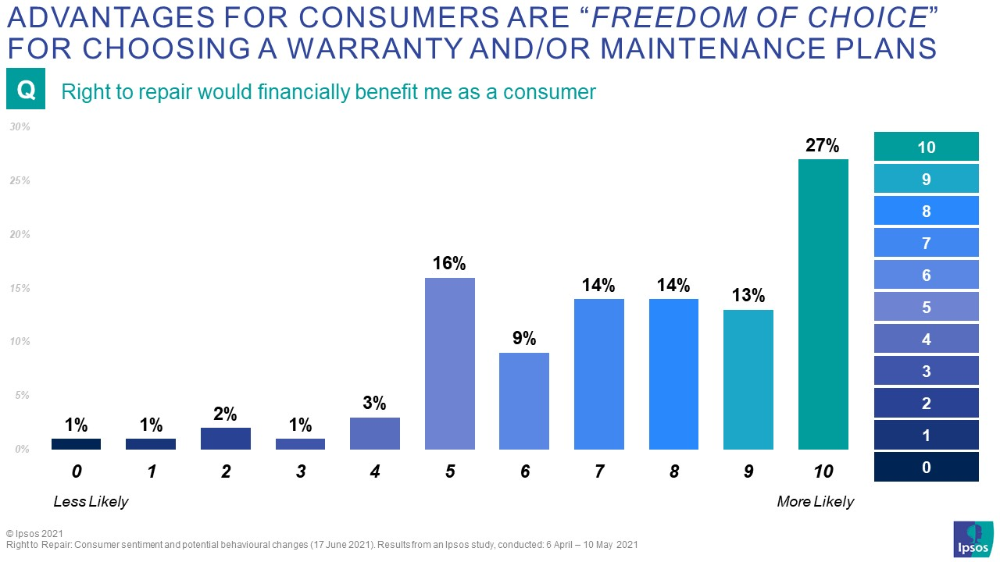 ADVANTAGES FOR CONSUMERS ARE “FREEDOM OF CHOICE”
FOR CHOOSING A WARRANTY AND/OR MAINTENANCE PLANS
Q
Right to repair would financially benefit me as a consumer
30%
25%
20%
15%
10%
5%
0%
1%
1%
2%
1%
3%
16%
9%
14%
14%
13%
27%
0 1 2 3 4 5 6 7 8 9 10
Less Likely
More Likely
10
9
8
7
6
5
4
3
2
1
0
© Ipsos 2021
Right to Repair: Consumer sentiment and potential behavioural changes (17 June 2021). Results from an Ipsos study, conducted: 6 April – 10 May 2021
Ipsos